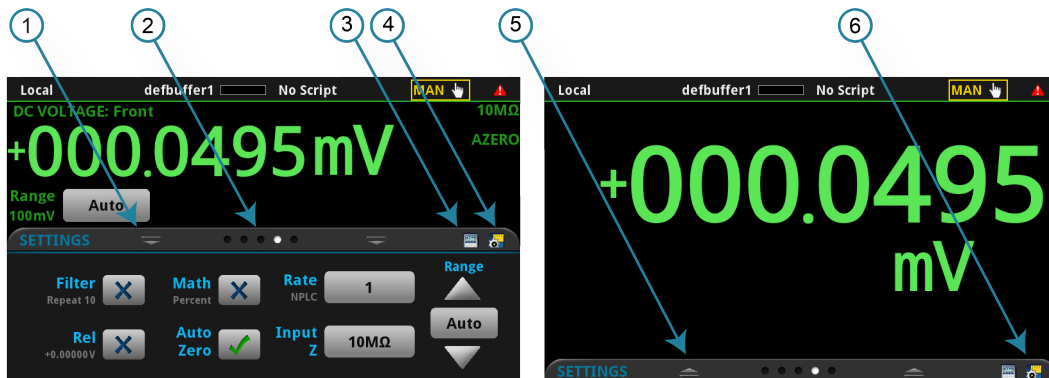 1
2
3
4
5
6
Local
defbuffer1
No Script
MAN
DC VOLTAGE: Front
10MΩ
+000.0495 mV
AZERO
Range
100mV
Auto
SETTINGS
Filter
Repeat 10
Math
Percent
Rate
NPLC
1
Range
Auto
Rel
+0.00000V
Auto
Zero
Input
Z
10MΩ
Local
defbuffer1
No Script
MAN
+000.0495
mV
SETTINGS